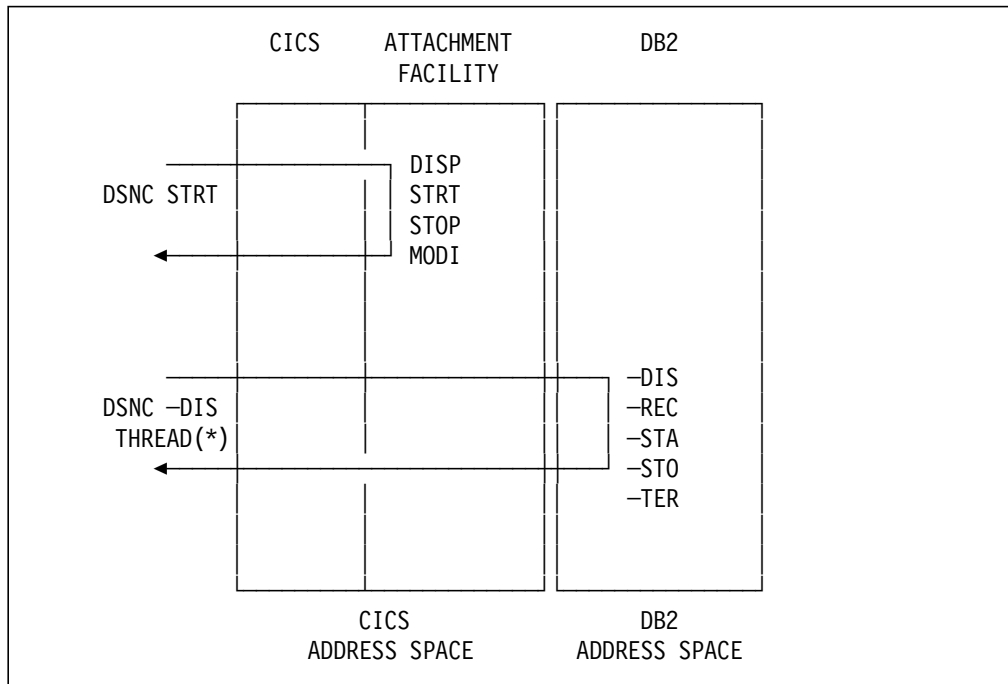 CICS ATTACHMENT DB2
FACILITY
DISP
DSNC STRT STRT
STOP
MODI
—DIS
DSNC —DIS —REC
THREAD(*) —STA
—STO
—TER
CICS DB2
ADDRESS SPACE ADDRESS SPACE